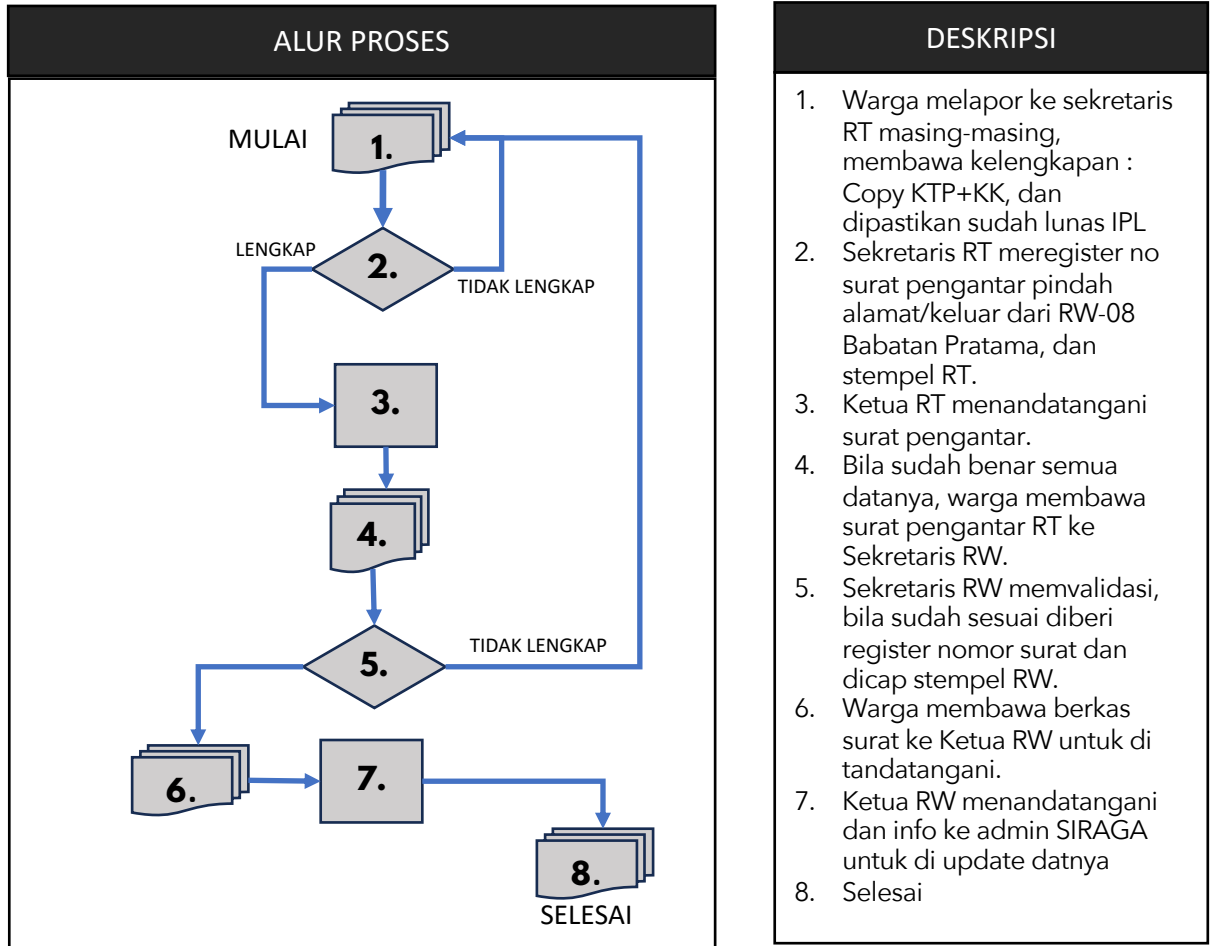 ALUR PROSES
MULAI
1.
LENGKAP
2.
TIDAK LENGKAP
3.
4.
TIDAK LENGKAP
5.
6.
7.
8.
SELESAI
DESKRIPSI
1. Warga melapor ke sekretaris
RT masing-masing,
membawa kelengkapan :
Copy KTP+KK, dan
dipastikan sudah lunas IPL
2. Sekretaris RT meregister no
surat pengantar pindah
alamat/keluar dari RW-08
Babatan Pratama, dan
stempel RT.
3. Ketua RT menandatangani
surat pengantar.
4. Bila sudah benar semua
datanya, warga membawa
surat pengantar RT ke
Sekretaris RW.
5. Sekretaris RW memvalidasi,
bila sudah sesuai diberi
register nomor surat dan
dicap stempel RW.
6. Warga membawa berkas
surat ke Ketua RW untuk di
tandatangani.
7. Ketua RW menandatangani
dan info ke admin SIRAGA
untuk di update datnya
8. Selesai